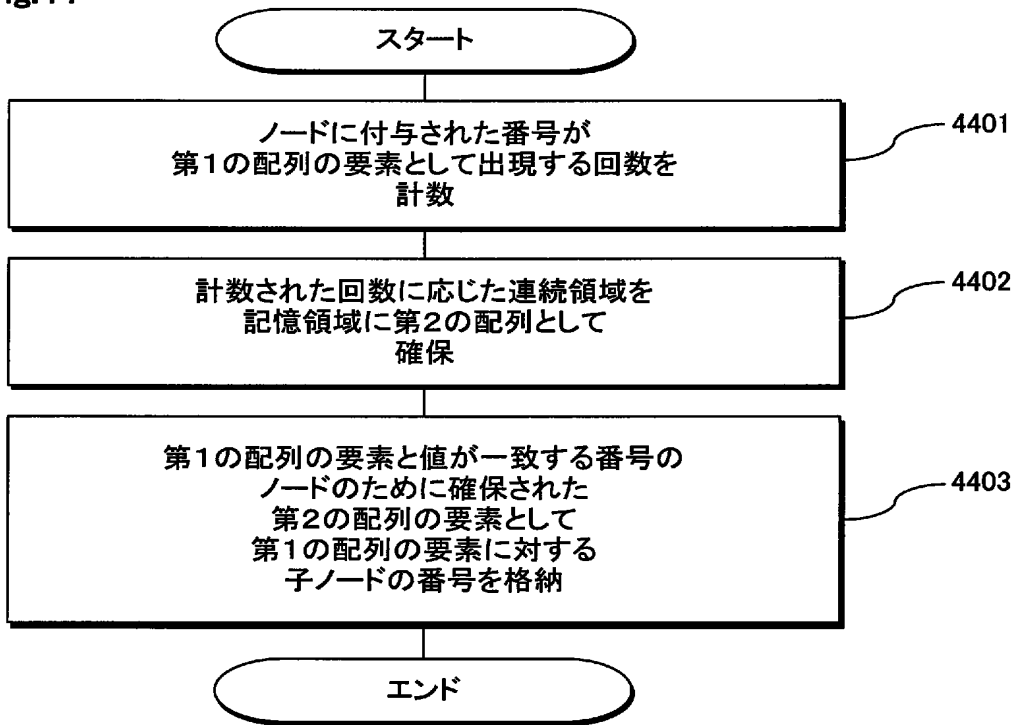 スタート
ノードに付与された番号が
第1の配列の要素として出現する回数を
計数
4401
計数された回数に応じた連続領域を
記憶領域に第2の配列として
確保
4402
第1の配列の要素と値が一致する番号の
ノードのために確保された
第2の配列の要素として
第1の配列の要素に対する
子ノードの番号を格納
4403
エンド